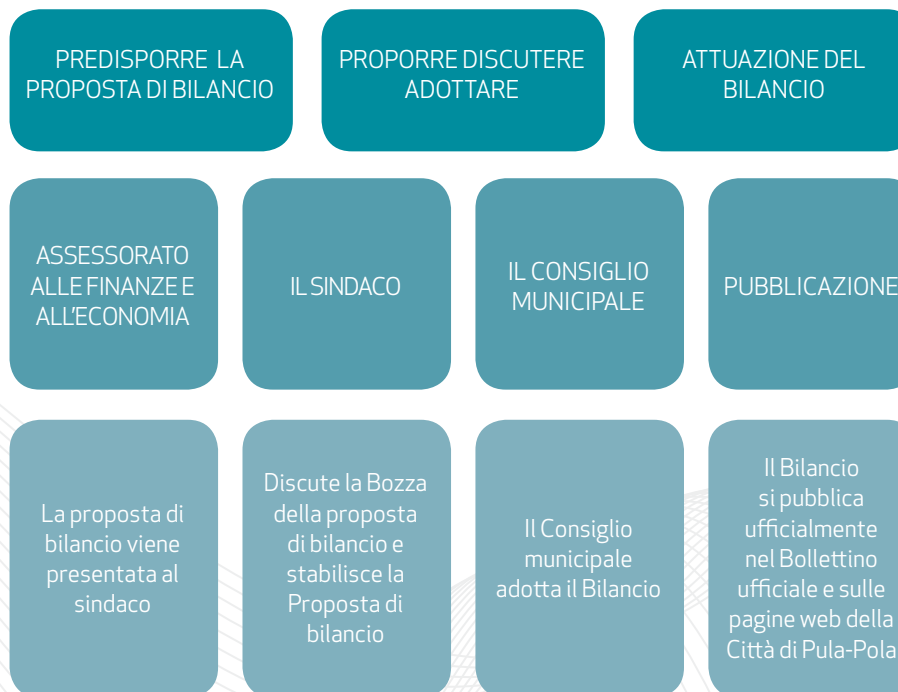 PREDISPORRE LA
PROPOSTA DI BILANCIO
PROPORRE DISCUTERE
ADOTTARE
ATTUAZIONE DEL
BILANCIO
ASSESSORATO
ALLE FINANZE E
ALL'ECONOMIA
IL SINDACO
IL CONSIGLIO
MUNICIPALE
PUBBLICAZIONE
La proposta di
bilancio viene
presentata al
sindaco
Discute la Bozza
della proposta
di bilancio e
stabilisce la
Proposta di
bilancio
Il Consiglio
municipale
adotta il Bilancio
Il Bilancio
si pubblica
ufficialmente
nel Bollettino
ufficiale e sulle
pagine web della
Città di Pula-Pola